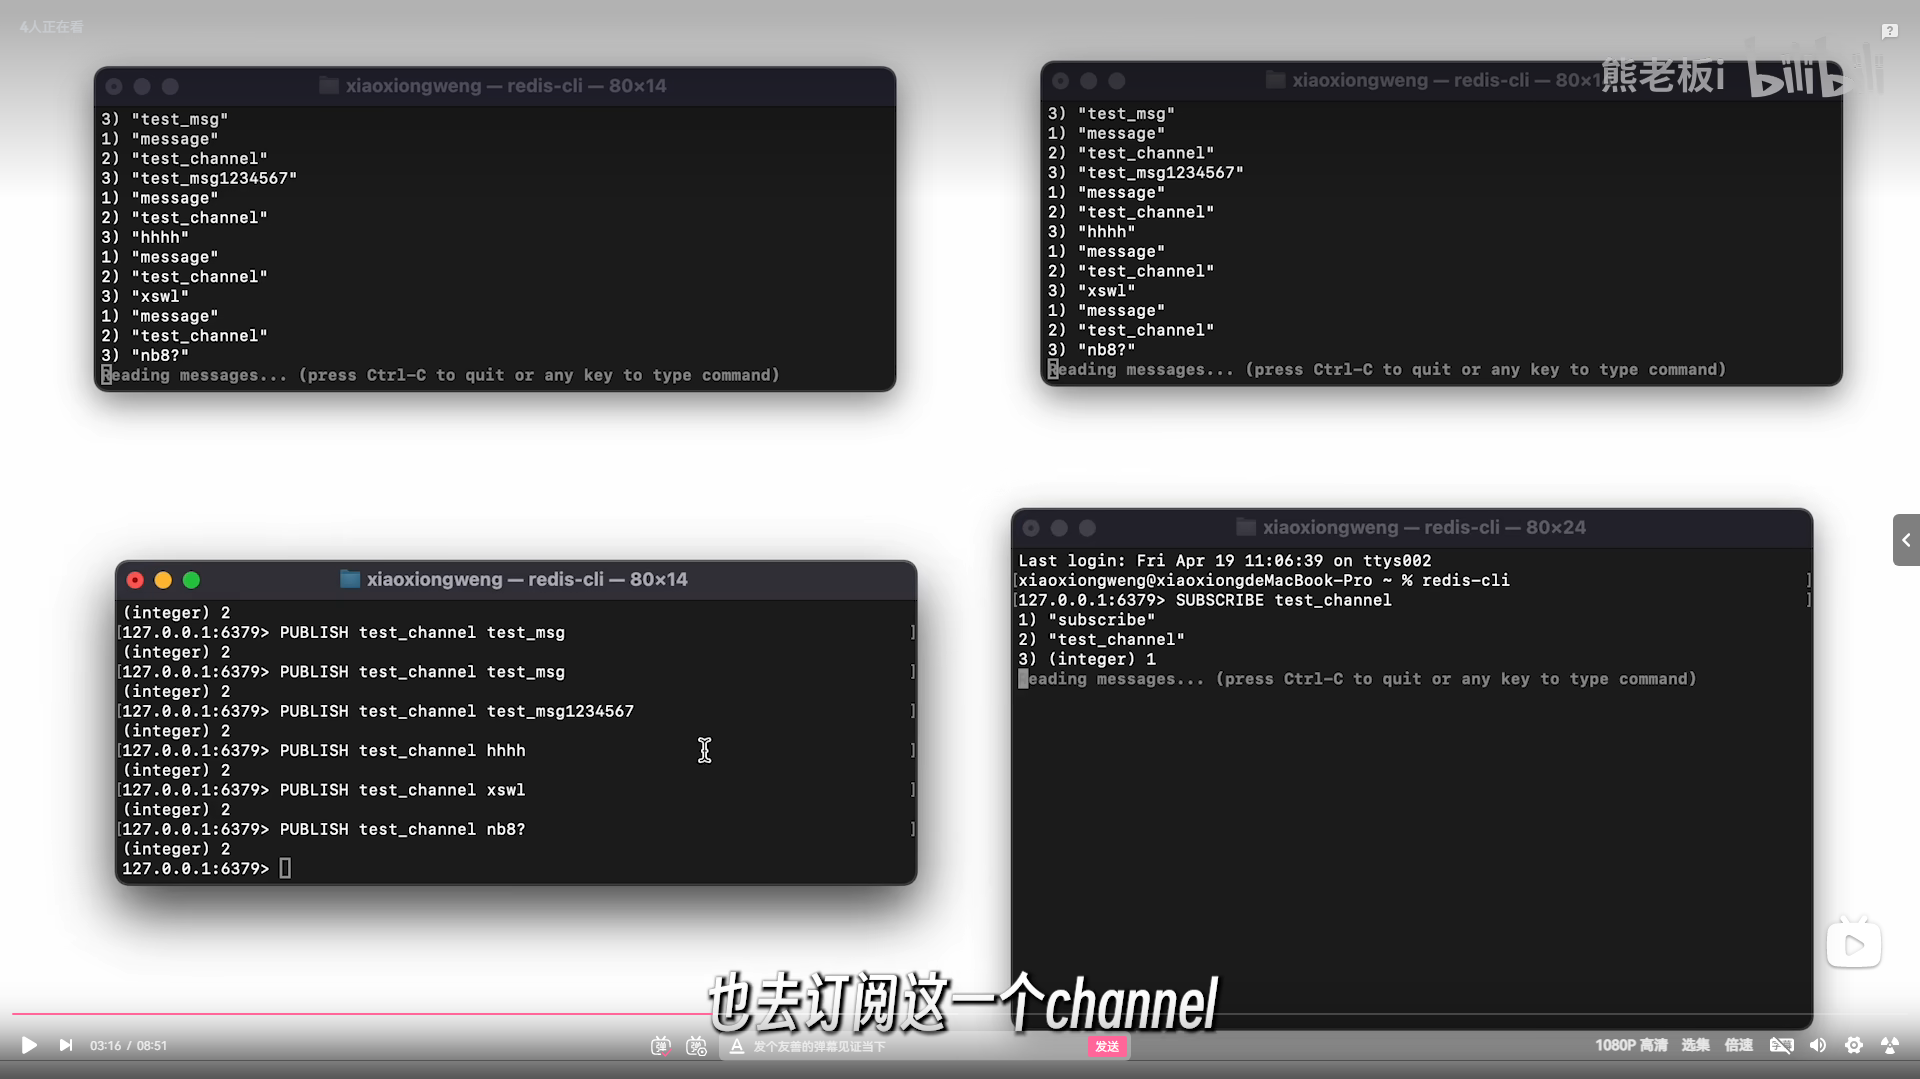 4人正在看
熊老板i bilibili
xiaoxiongweng — redis-cli — 80×14
3) "test_msg"
1) "message"
2) "test_channel"
3) "test_msg1234567"
1) "message"
2) "test_channel"
3) "hhhh"
1) "message"
2) "test_channel"
3) "xswl"
1) "message"
2) "test_channel"
3) "nb8?"
Reading messages... (press Ctrl-C to quit or any key to type command)
xiaoxiongweng — redis-cli — 80×1
3) "test_msg"
1) "message"
2) "test_channel"
3) "test_msg1234567"
1) "message"
2) "test_channel"
3) "hhhh"
1) "message"
2) "test_channel"
3) "xswl"
1) "message"
2) "test_channel"
3) "nb8?"
Reading messages... (press Ctrl-C to quit or any key to type command)
xiaoxiongweng — redis-cli — 80×14
(integer) 2
[127.0.0.1:6379> PUBLISH test_channel test_msg ]
(integer) 2
[127.0.0.1:6379> PUBLISH test_channel test_msg ]
(integer) 2
[127.0.0.1:6379> PUBLISH test_channel test_msg1234567 ]
(integer) 2
[127.0.0.1:6379> PUBLISH test_channel hhhh ]
(integer) 2
[127.0.0.1:6379> PUBLISH test_channel xswl ]
(integer) 2
[127.0.0.1:6379> PUBLISH test_channel nb8? ]
(integer) 2
127.0.0.1:6379>
xiaoxiongweng — redis-cli — 80×24
Last login: Fri Apr 19 11:06:39 on ttys002
[xiaoxiongweng@xiaoxiongdeMacBook-Pro ~ % redis-cli ]
[127.0.0.1:6379> SUBSCRIBE test_channel ]
1) "subscribe"
2) "test_channel"
3) (integer) 1
eading messages... (press Ctrl-C to quit or any key to type command)
也去订阅这一个channel
03:16 / 08:51
弹 弹 A 发个友善的弹幕见证当下 发送
1080P 高清 选集 倍速